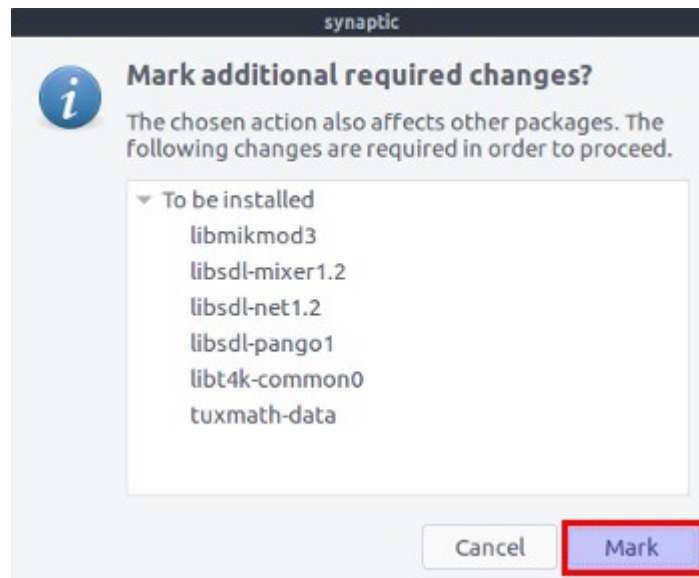 synaptic
Mark additional required changes?
The chosen action also affects other packages. The
following changes are required in order to proceed.
To be installed
libmikmod3
libsdl-mixer1.2
libsdl-net1.2
libsdl-pango1
libt4k-common0
tuxmath-data
Cancel Mark